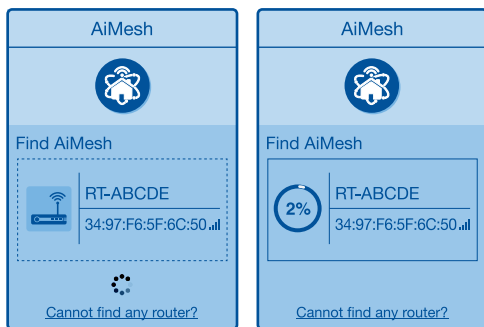 AiMesh
Find AiMesh
RT-ABCDE
34:97:F6:5F:6C:50
Cannot find any router?
AiMesh
Find AiMesh
2%
RT-ABCDE
34:97:F6:5F:6C:50
Cannot find any router?